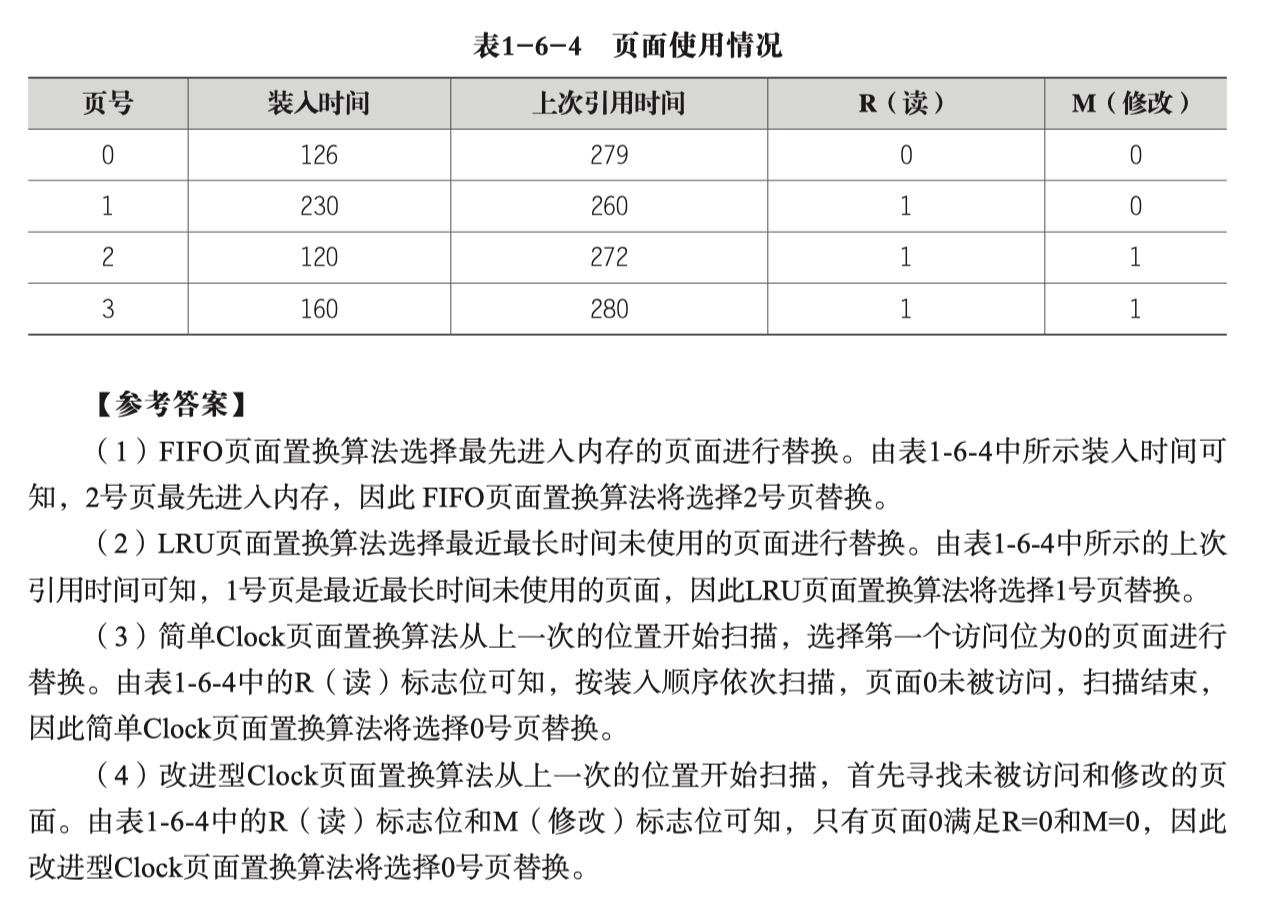 表1-6-4 页面使用情况
页号 装入时间 上次引用时间 R（读） M（修改）
0 126 279 0 0
1 230 260 1 0
2 120 272 1 1
3 160 280 1 1
【参考答案】
（1）FIFO页面置换算法选择最先进入内存的页面进行替换。由表1-6-4中所示装入时间可
知，2号页最先进入内存，因此 FIFO页面置换算法将选择2号页替换。
（2）LRU页面置换算法选择最近最长时间未使用的页面进行替换。由表1-6-4中所示的上次
引用时间可知，1号页是最近最长时间未使用的页面，因此LRU页面置换算法将选择1号页替换。
（3）简单Clock页面置换算法从上一次的位置开始扫描，选择第一个访问位为0的页面进行
替换。由表1-6-4中的R（读）标志位可知，按装入顺序依次扫描，页面0未被访问，扫描结束，
因此简单Clock页面置换算法将选择0号页替换。
（4）改进型Clock页面置换算法从上一次的位置开始扫描，首先寻找未被访问和修改的页
面。由表1-6-4中的R（读）标志位和M（修改）标志位可知，只有页面0满足R=0和M=0，因此
改进型Clock页面置换算法将选择0号页替换。